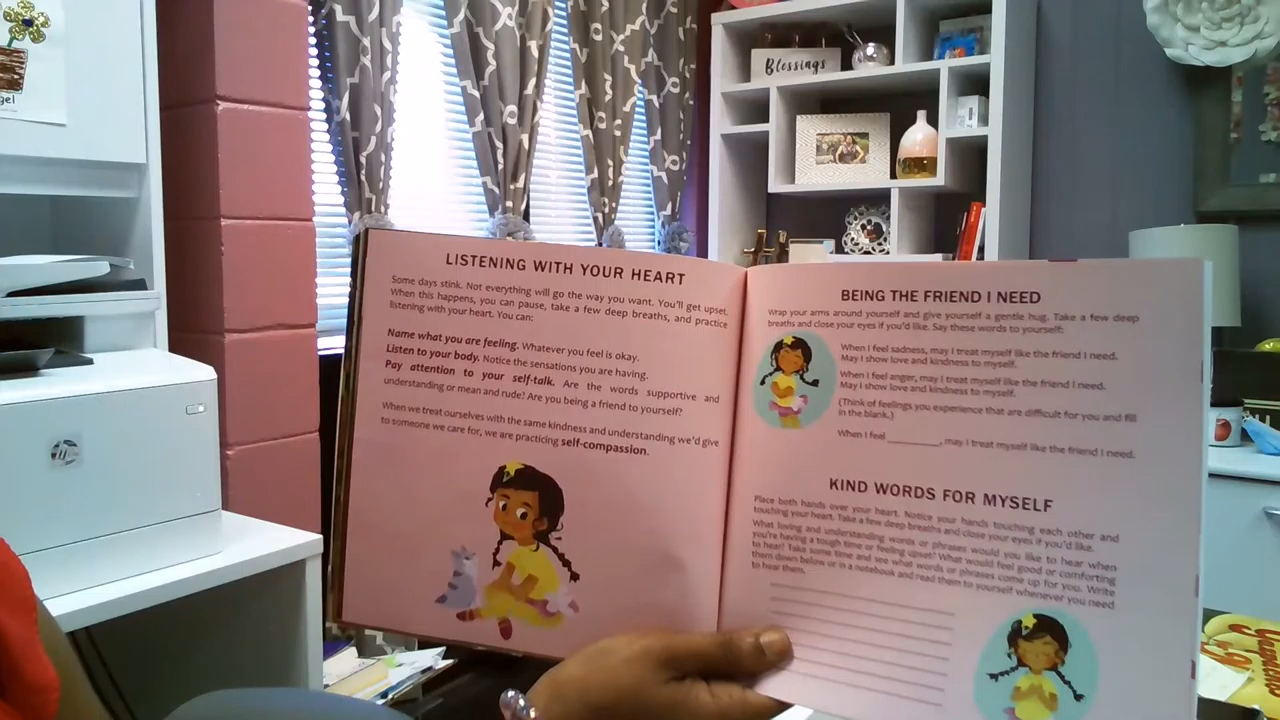 gel
Blessings
hp
LISTENING WITH YOUR HEART
Some days stink. Not everything will go the way you want. You'll get upset.
When this happens, you can pause, take a few deep breaths, and practice
listening with your heart. You can:
Name what you are feeling. Whatever you feel is okay.
Listen to your body. Notice the sensations you are having.
Pay attention to your self-talk. Are the words supportive and
understanding or mean and rude? Are you being a friend to yourself?
When we treat ourselves with the same kindness and understanding we'd give
to someone we care for, we are practicing self-compassion.
BEING THE FRIEND I NEED
Wrap your arms around yourself and give yourself a gentle hug. Take a few deep
breaths and close your eyes if you'd like. Say these words to yourself:
When I feel sadness, may I treat myself like the friend I need.
May I show love and kindness to myself.
When I feel anger, may I treat myself like the friend I need.
May I show love and kindness to myself.
(Think of feelings you experience that are difficult for you and fill
in the blank.)
When I feel _________, may I treat myself like the friend I need.
KIND WORDS FOR MYSELF
Place both hands over your heart. Notice your hands touching each other and
touching your heart. Take a few deep breaths and close your eyes if you'd like.
What loving and understanding words or phrases would you like to hear when
you're having a tough time or feeling upset? What would feel good or comforting
to hear? Take some time and see what words or phrases come up for you. Write
them down below or in a notebook and read them to yourself whenever you need
to hear them.